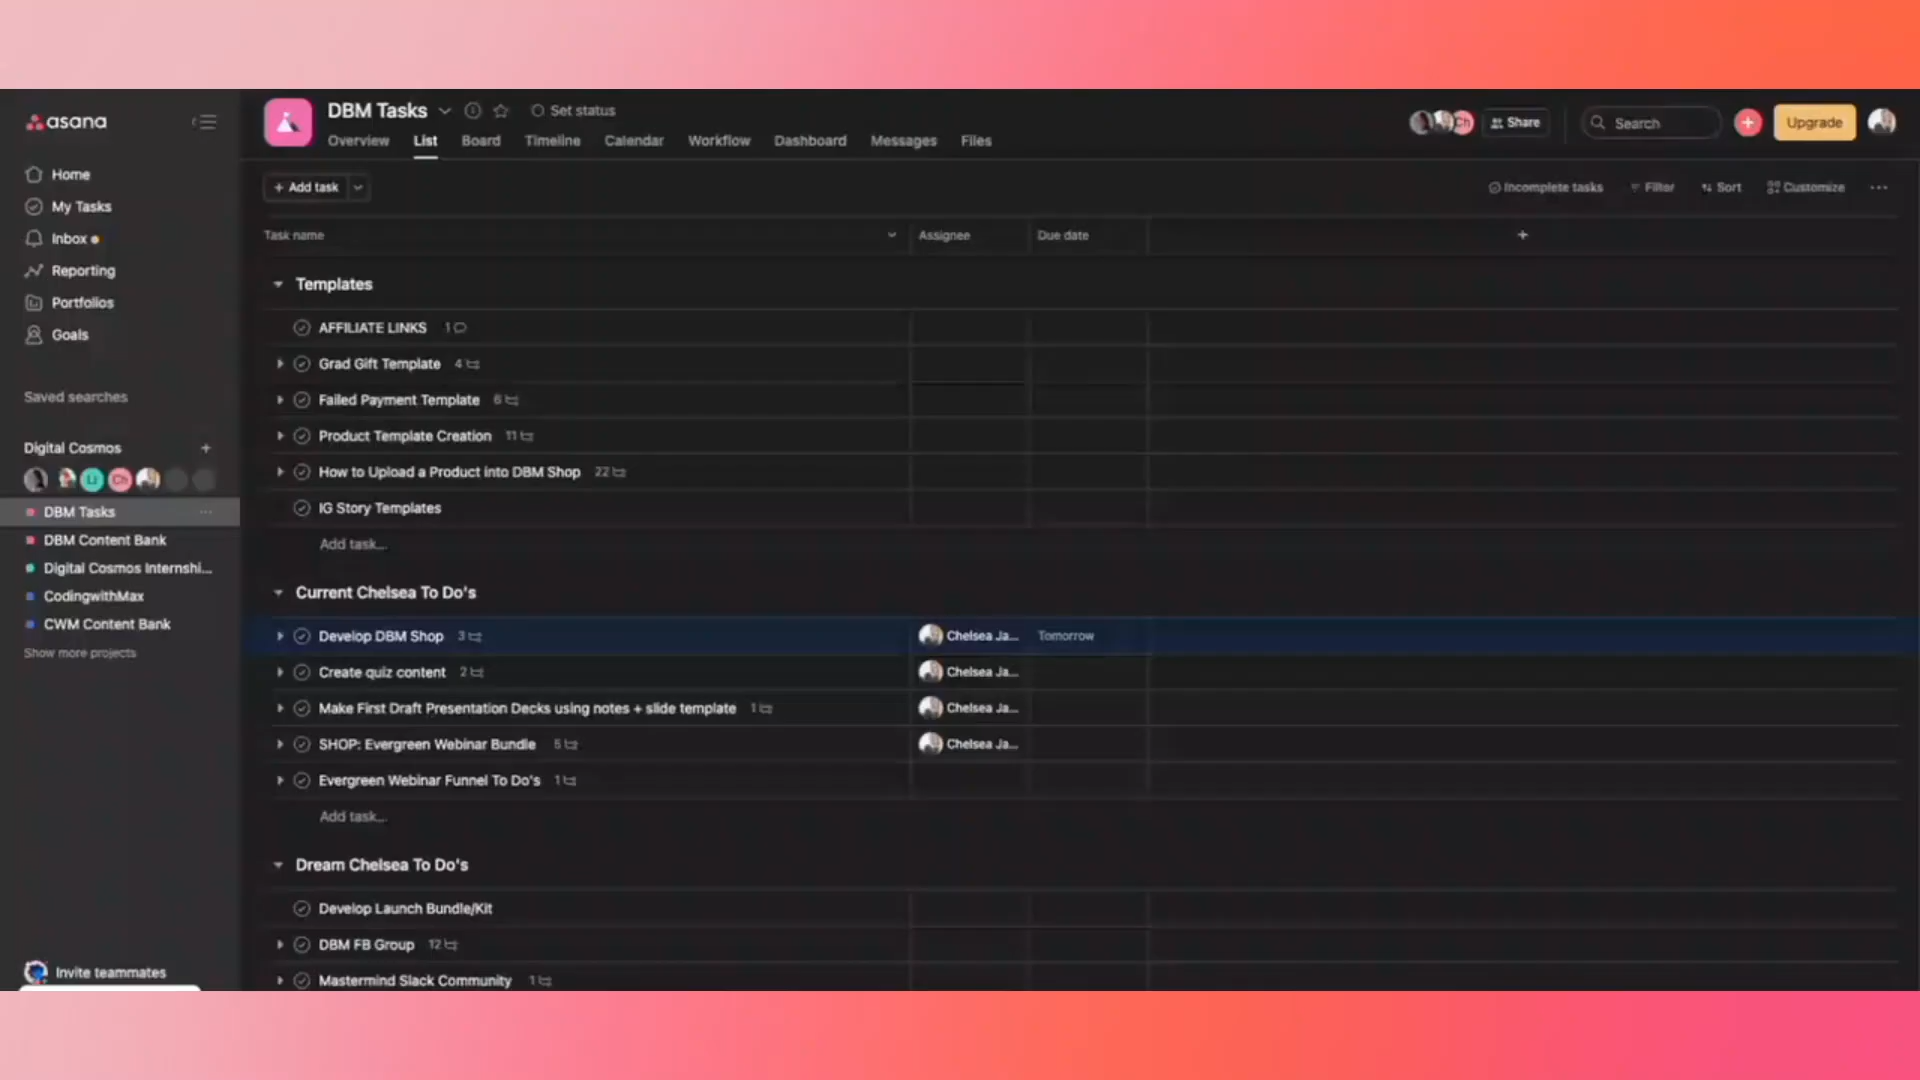 asana
Home
My Tasks
Inbox
Reporting
Portfolios
Goals
Saved searches
Digital Cosmos +
Li Ch
DBM Tasks ...
DBM Content Bank
Digital Cosmos Internshi...
CodingwithMax
CWM Content Bank
Show more projects
Invite teammates
DBM Tasks Set status
Overview List Board Timeline Calendar Workflow Dashboard Messages Files
Ch Share Search + Upgrade
+ Add task Incomplete tasks Filter Sort Customize ...
Task name Assignee Due date +
Templates
AFFILIATE LINKS 1
Grad Gift Template 4
Failed Payment Template 6
Product Template Creation 11
How to Upload a Product into DBM Shop 22
IG Story Templates
Add task...
Current Chelsea To Do's
Develop DBM Shop 3 Chelsea Ja... Tomorrow
Create quiz content 2 Chelsea Ja...
Make First Draft Presentation Decks using notes + slide template 1 Chelsea Ja...
SHOP: Evergreen Webinar Bundle 5 Chelsea Ja...
Evergreen Webinar Funnel To Do's 1
Add task...
Dream Chelsea To Do's
Develop Launch Bundle/Kit
DBM FB Group 12
Mastermind Slack Community 1